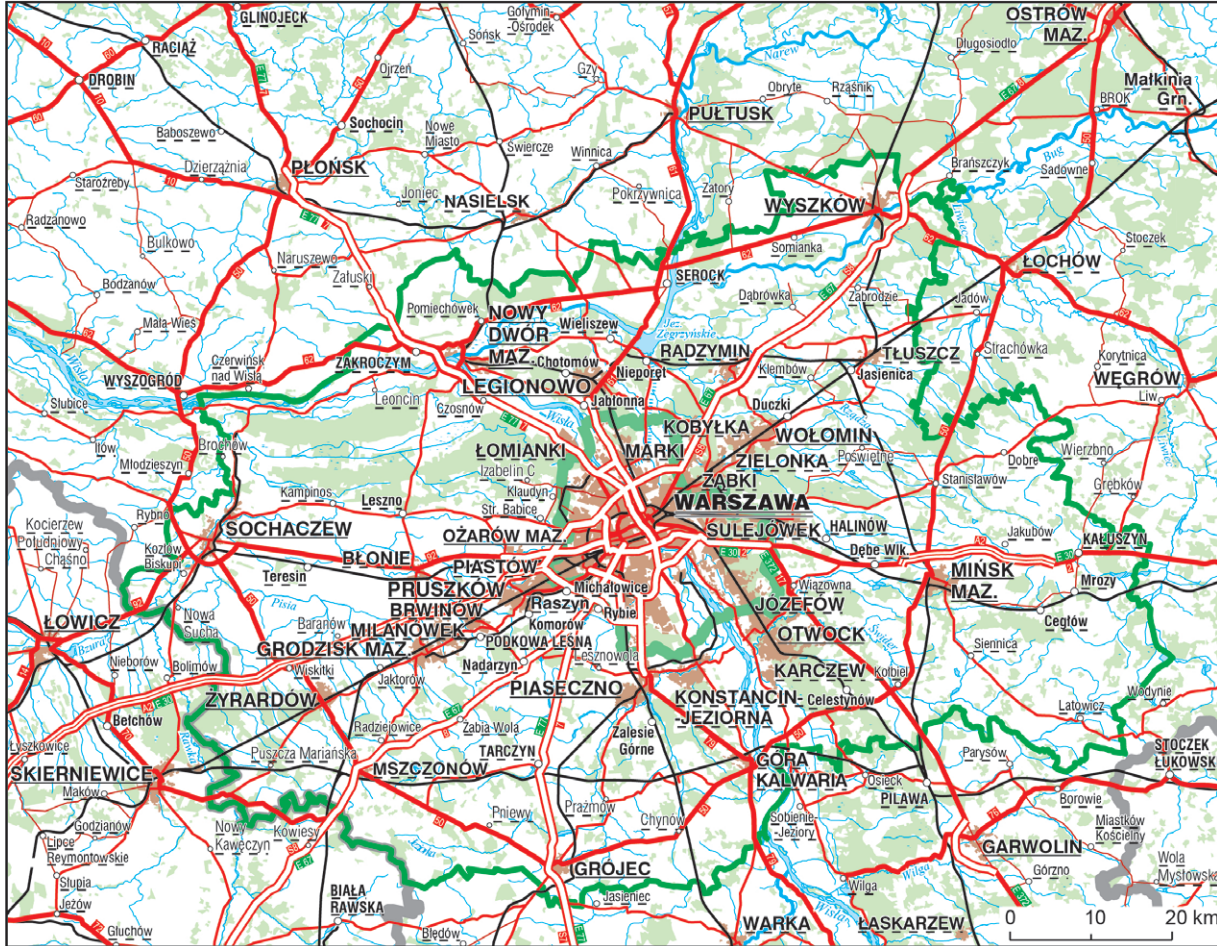 GLINOJECK
Gołymin
-Ośrodek
OSTRÓW
MAZ.
RACIĄŻ
Sońsk
Długosiodło
Narew
Ojrzeń
Gzy
DROBIN
Małkinia
Grn.
Obryte
Rząśnik
BROK
PUŁTUSK
Sochocin
Baboszewo
Nowe
Miasto
Świercze
Winnica
Dzierzążnia
PŁOŃSK
Brańszczyk
Bug
Sadowne
Staroźreby
Joniec
Pokrzywnica
Zatory
NASIELSK
WYSZKÓW
Radzanowo
Liwiec
Bulkowo
Somianka
Stoczek
Naruszewo
Załuski
SEROCK
ŁOCHÓW
Bodzanów
Dąbrówka
Zabrodzie
Jadów
Pomiechówek
NOWY
DWÓR
MAZ.
Wieliszew
Jez.
Zegrzyńskie
Mała Wieś
Wisła
RADZYMIN
TŁUSZCZ
Strachówka
Czerwińsk
nad Wisłą
ZAKROCZYM
Chotomów
Nieporęt
Klembów
Jasienica
Korytnica
WYSZOGRÓD
LEGIONOWO
WĘGRÓW
Leoncin
Czosnów
Jabłonna
Liw
Słubice
Wisła
Duczki
Rządza
KOBYŁKA
WOŁOMIN
Iłów
Brochów
ŁOMIANKI
MARKI
Poświętne
Wierzbno
Liwiec
Młodzieszyn
Izabelin C
ZIELONKA
Dobre
Kampinos
Leszno
Klaudyn
ZĄBKI
Stanisławów
Grębków
Str. Babice
WARSZAWA
Rybno
SOCHACZEW
Kocierzew
Południowy
OŻARÓW MAZ.
SULEJÓWEK
HALINÓW
Jakubów
KAŁUSZYN
Chąśno
Kozłów
Biskupi
BŁONIE
PIASTÓW
Dębe Wlk.
Teresin
PRUSZKÓW
Michałowice
Wiązowna
MIŃSK
MAZ.
Mrozy
BRWINÓW
Raszyn
Rybie
JÓZEFÓW
Pisia
Baranów
Komorów
Cegłów
ŁOWICZ
Nowa
Sucha
MILANÓWEK
PODKOWA LEŚNA
OTWOCK
Świder
Siennica
Bzura
GRODZISK MAZ.
Nadarzyn
Lesznowola
Nieborów
Bolimów
Wiskitki
Jaktorów
KARCZEW
Kołbiel
ŻYRARDÓW
PIASECZNO
KONSTANCIN-
-JEZIORNA
Celestynów
Wodynie
Bełchów
Latowicz
Radziejowice
Żabia Wola
Zalesie
Górne
Łyszkowice
Rawka
Puszcza Mariańska
TARCZYN
STOCZEK
ŁUKOWSKI
Parysów
SKIERNIEWICE
MSZCZONÓW
GÓRA
KALWARIA
Osieck
PILAWA
Maków
Borowie
Godzianów
Pniewy
Prażmów
Chynów
Sobienie
-Jeziory
Miastków
Kościelny
Lipce
Reymontowskie
Nowy
Kawęczyn
Kowiesy
Jeziorka
GARWOLIN
GRÓJEC
Wola
Mysłowska
Słupia
Wilga
Wilga
Górzno
Jeżów
BIAŁA
RAWSKA
Jasieniec
Wisła
Głuchów
Błędów
WARKA
ŁASKARZEW
0 10 20 km